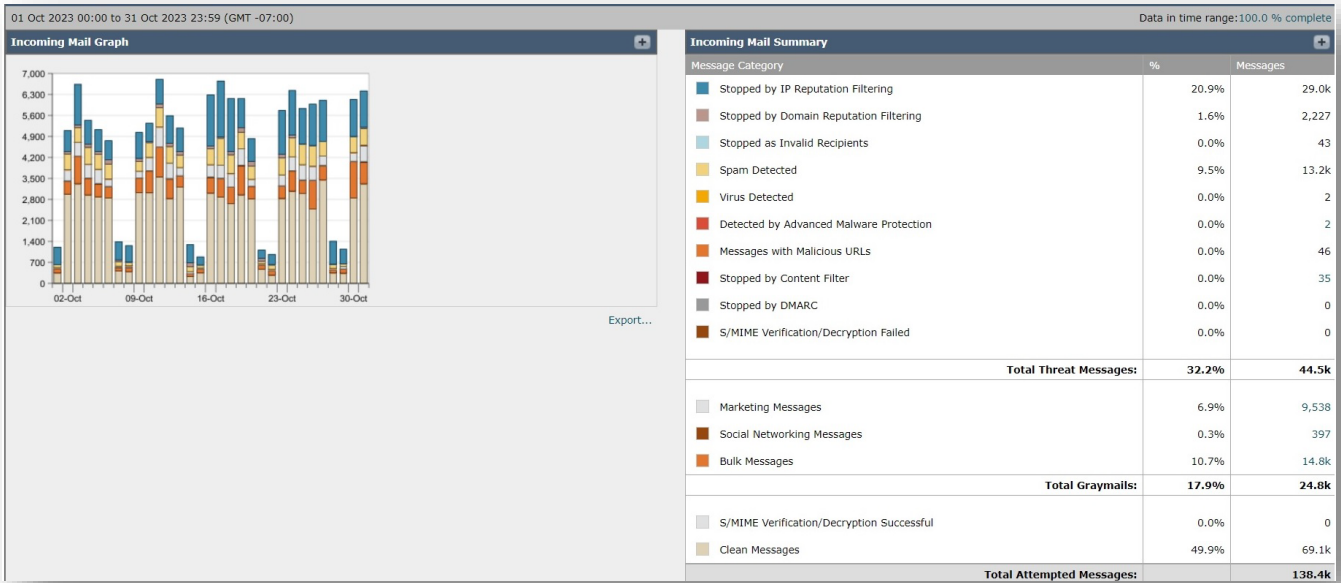 01 Oct 2023 00:00 to 31 Oct 2023 23:59 (GMT -07:00)
Data in time range:100.0 % complete
Incoming Mail Graph
7,000
6,300
5,600
4,900
4,200
3,500
2,800
2,100
1,400
700
0
02-Oct 09-Oct 16-Oct 23-Oct 30-Oct
Export...
Incoming Mail Summary
Message Category % Messages
Stopped by IP Reputation Filtering 20.9% 29.0k
Stopped by Domain Reputation Filtering 1.6% 2,227
Stopped as Invalid Recipients 0.0% 43
Spam Detected 9.5% 13.2k
Virus Detected 0.0% 2
Detected by Advanced Malware Protection 0.0% 2
Messages with Malicious URLs 0.0% 46
Stopped by Content Filter 0.0% 35
Stopped by DMARC 0.0% 0
S/MIME Verification/Decryption Failed 0.0% 0
Total Threat Messages: 32.2% 44.5k
Marketing Messages 6.9% 9,538
Social Networking Messages 0.3% 397
Bulk Messages 10.7% 14.8k
Total Graymails: 17.9% 24.8k
S/MIME Verification/Decryption Successful 0.0% 0
Clean Messages 49.9% 69.1k
Total Attempted Messages: 138.4k